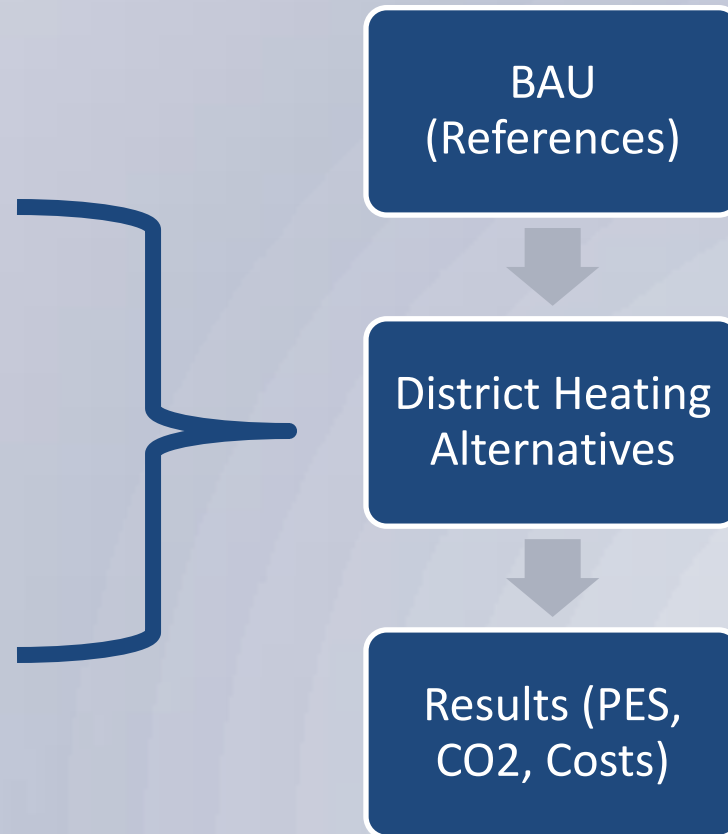 BAU
(References)
District Heating
Alternatives
Results (PES,
CO2, Costs)